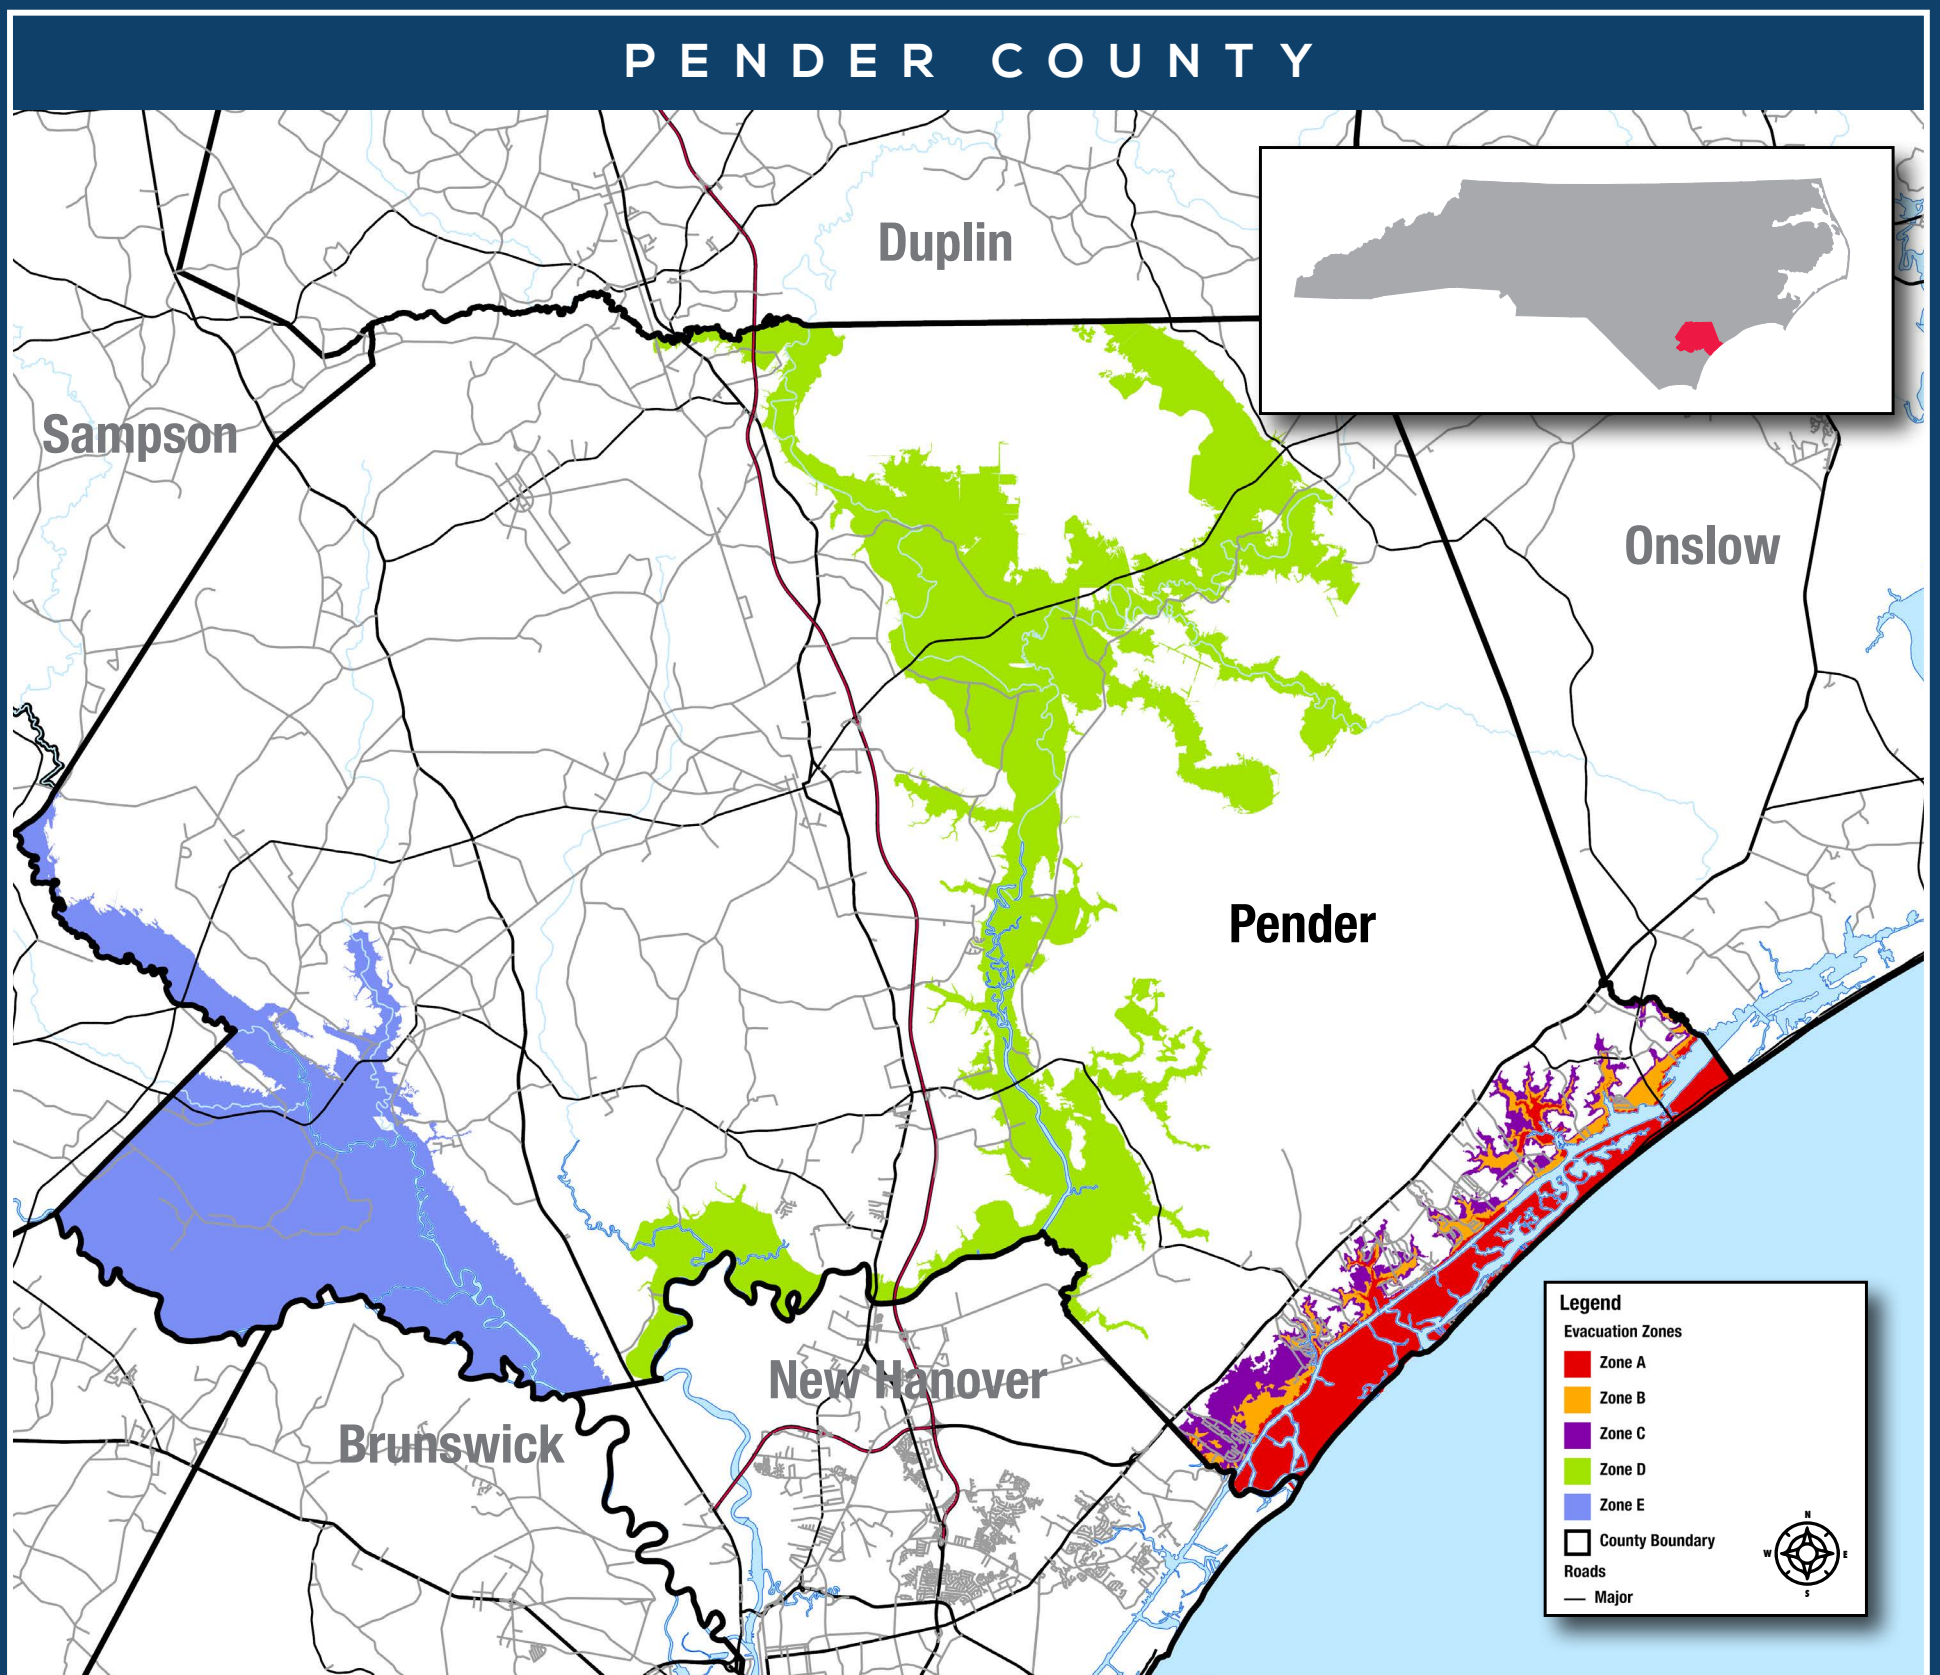 PENDER COUNTY
Duplin
Sampson
Onslow
Pender
New Hanover
Brunswick
Legend
Evacuation Zones
Zone A
Zone B
Zone C
Zone D
Zone E
County Boundary
Roads
Major
N
W
E
S